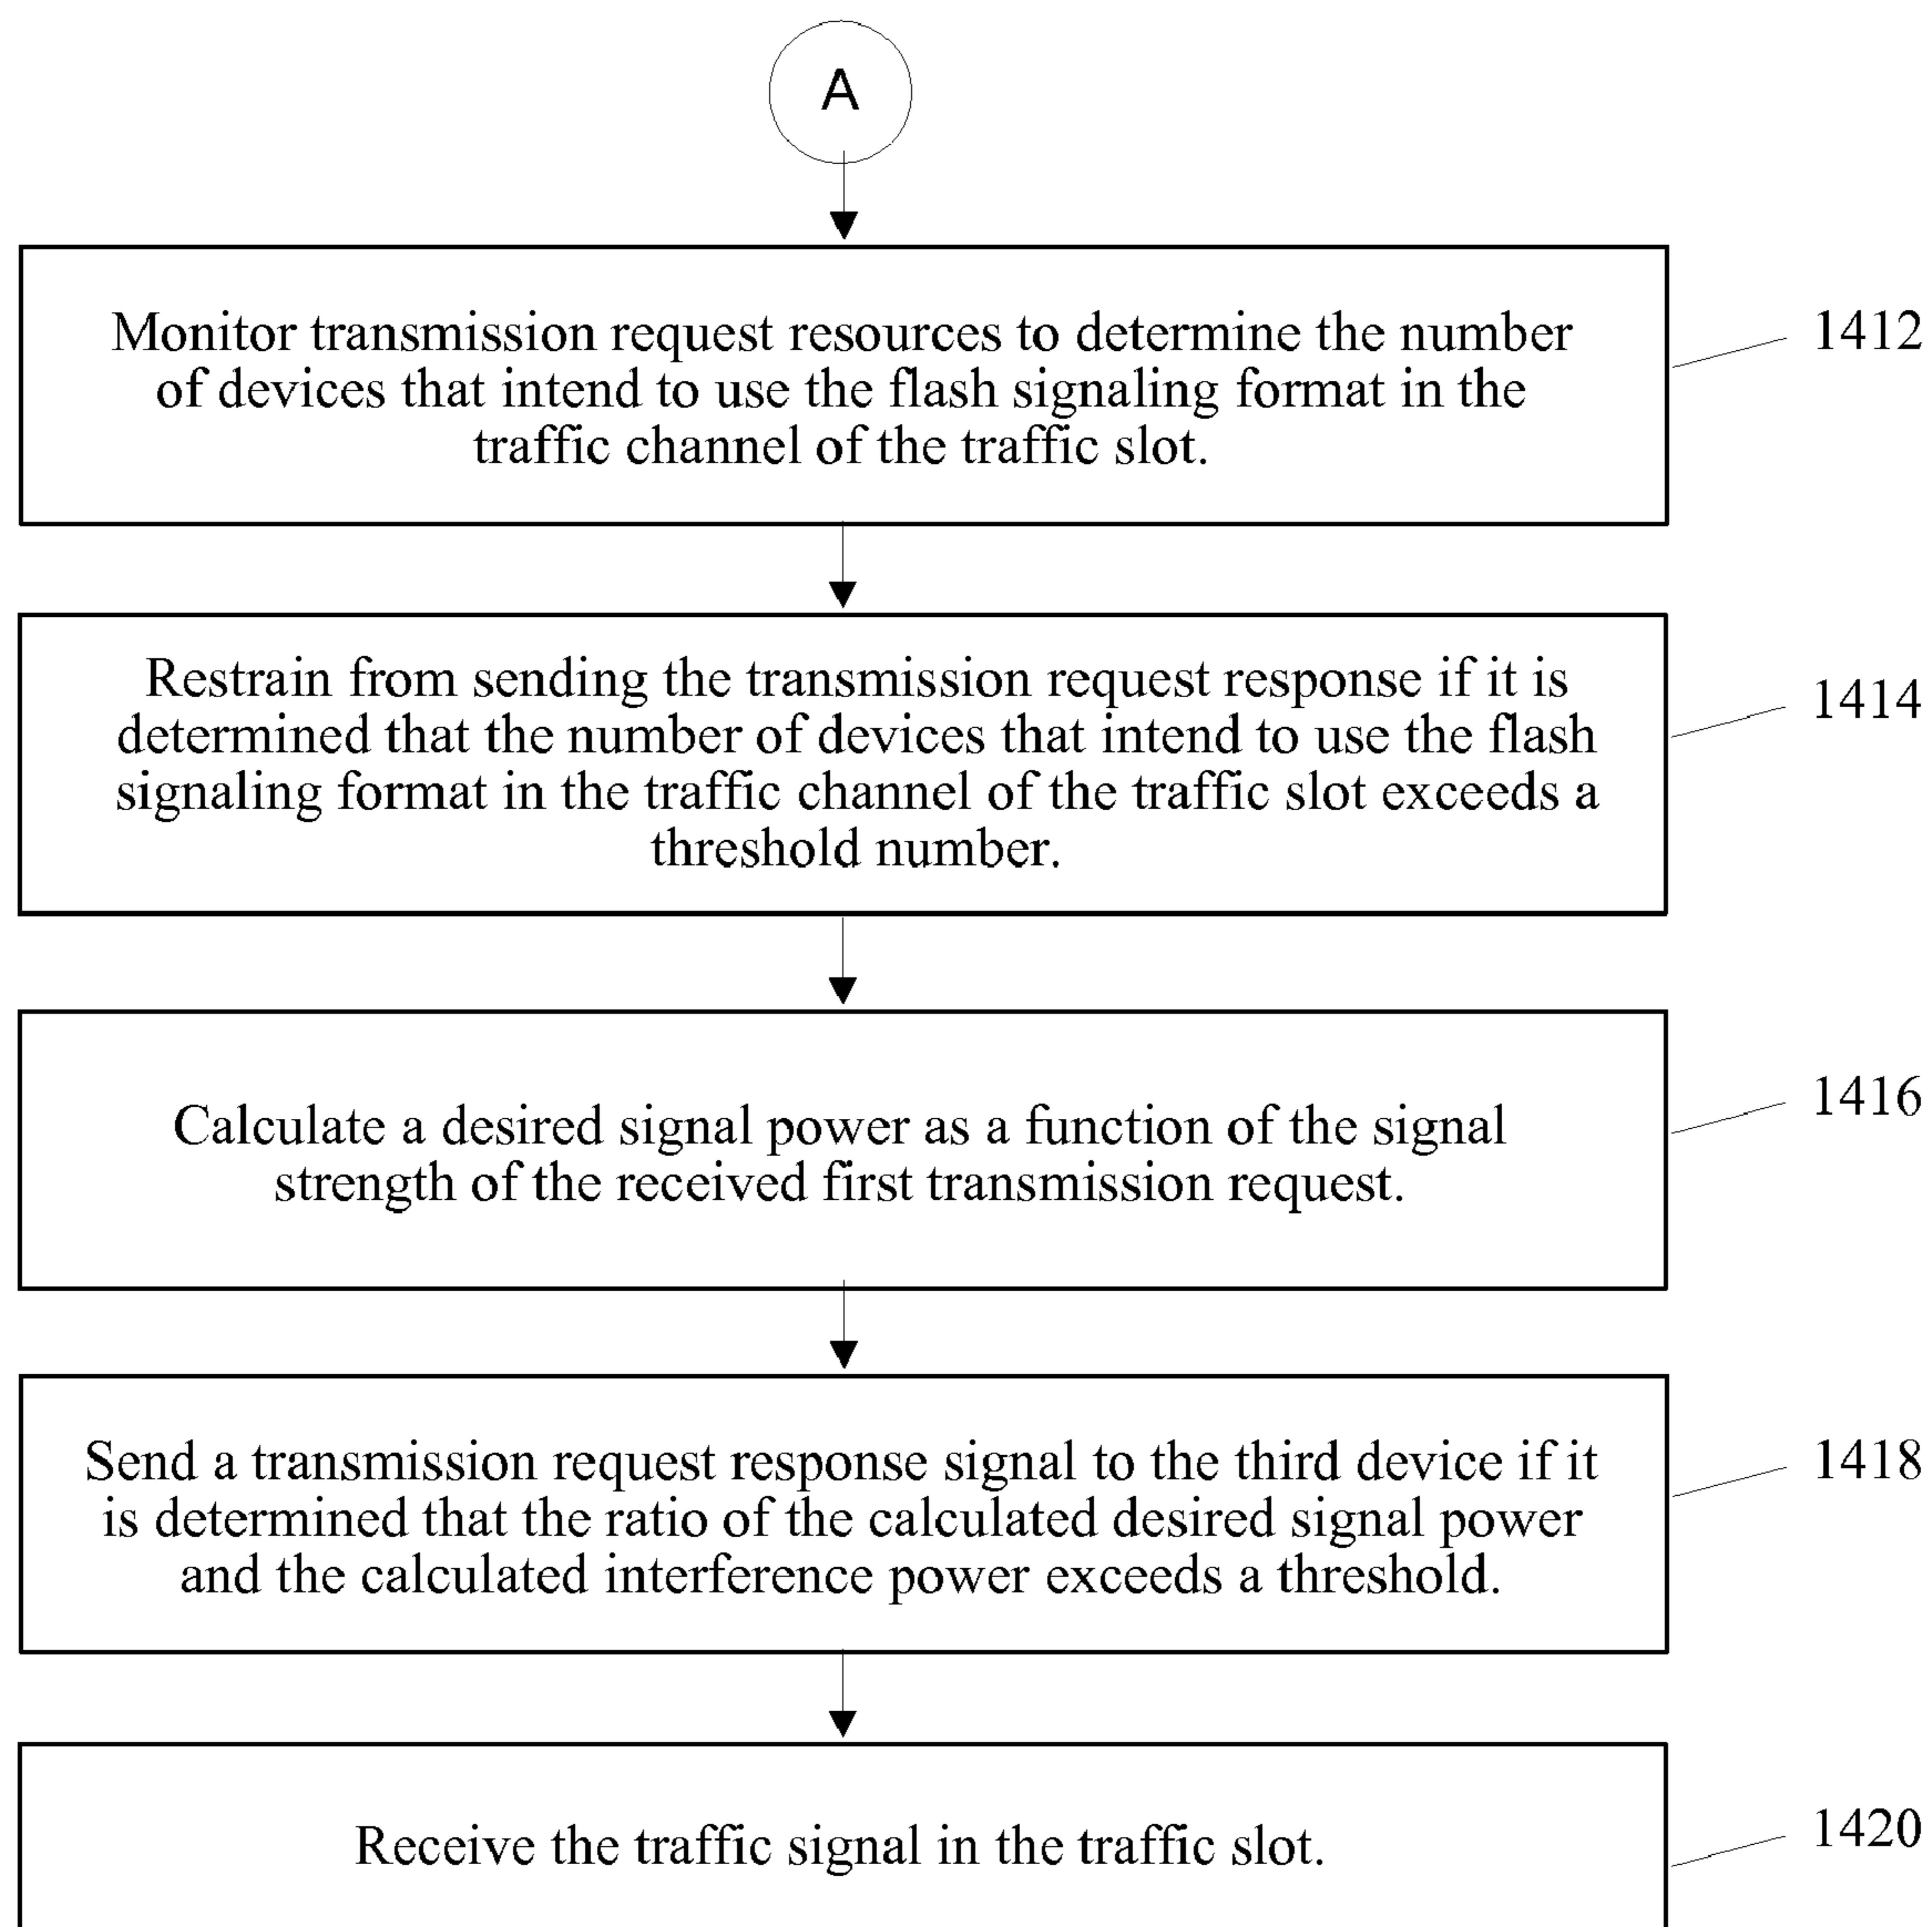 A
Monitor transmission request resources to determine the number
of devices that intend to use the flash signaling format in the
traffic channel of the traffic slot.
1412
Restrain from sending the transmission request response if it is
determined that the number of devices that intend to use the flash
signaling format in the traffic channel of the traffic slot exceeds a
threshold number.
1414
Calculate a desired signal power as a function of the signal
strength of the received first transmission request.
1416
Send a transmission request response signal to the third device if it
is determined that the ratio of the calculated desired signal power
and the calculated interference power exceeds a threshold.
1418
Receive the traffic signal in the traffic slot.
1420